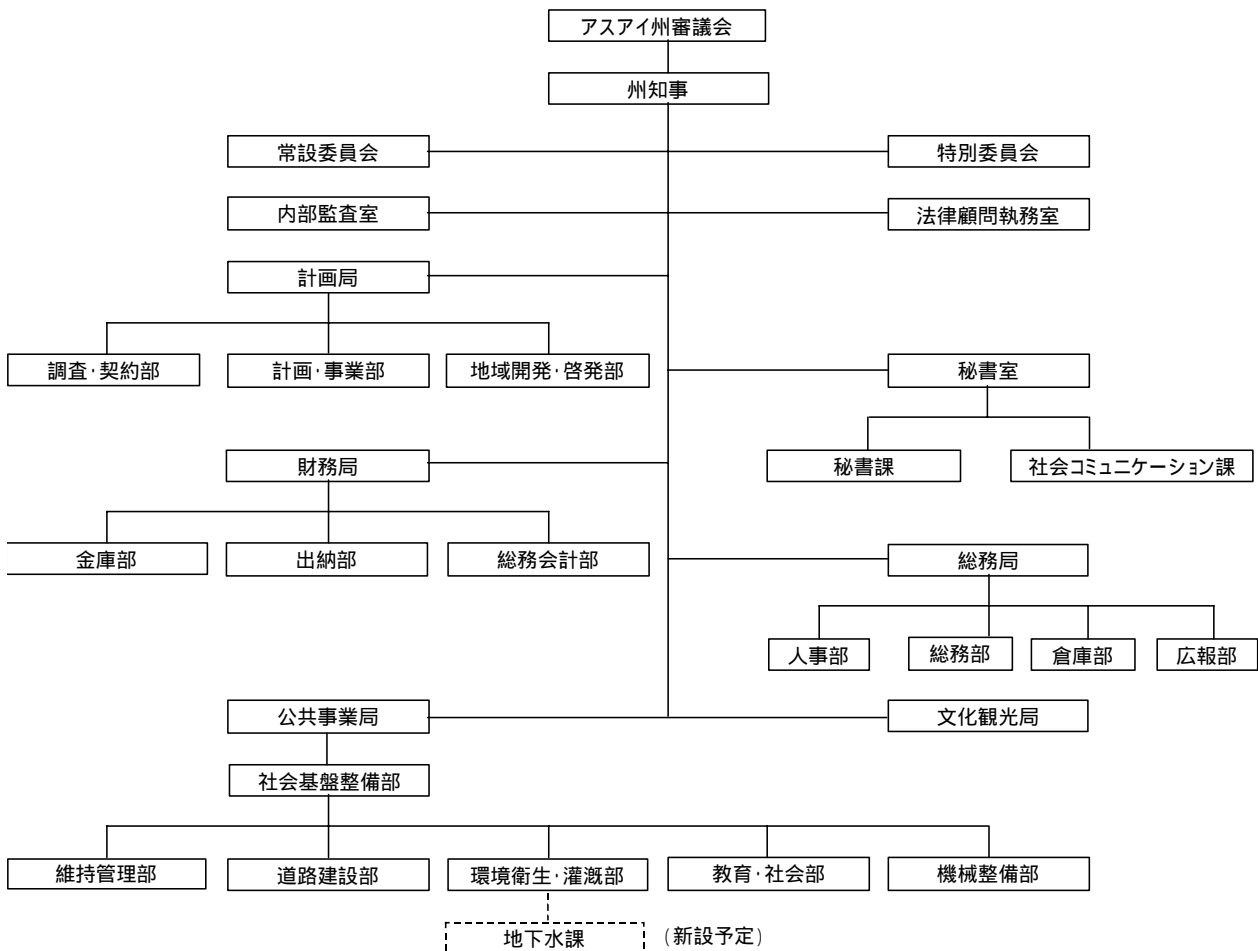 アスアイ州審議会
州知事
常設委員会
特別委員会
内部監査室
法律顧問執務室
計画局
調査・契約部
計画・事業部
地域開発・啓発部
秘書室
秘書課
社会コミュニケーション課
財務局
金庫部
出納部
総務会計部
総務局
人事部
総務部
倉庫部
広報部
公共事業局
文化観光局
社会基盤整備部
維持管理部
道路建設部
環境衛生・灌漑部
教育・社会部
機械整備部
地下水課
(新設予定)